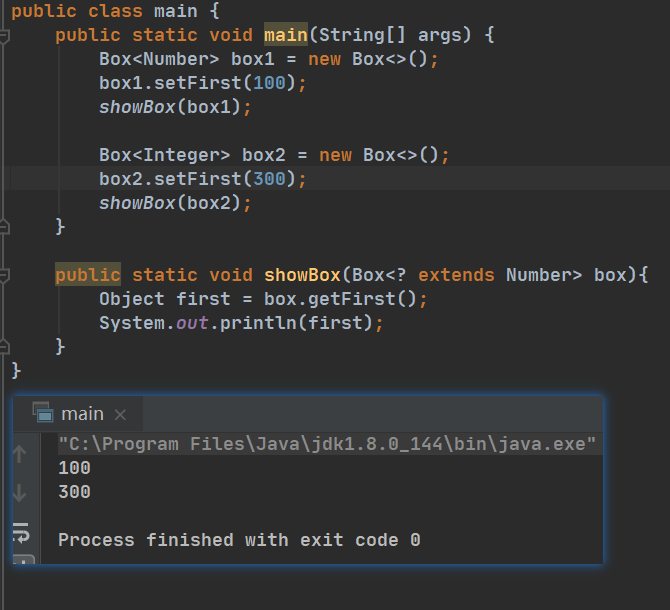 public class main {
    public static void main(String[] args) {
        Box<Number> box1 = new Box<>();
        box1.setFirst(100);
        showBox(box1);

        Box<Integer> box2 = new Box<>();
        box2.setFirst(300);
        showBox(box2);
    }

    public static void showBox(Box<? extends Number> box){
        Object first = box.getFirst();
        System.out.println(first);
    }
}
main
"C:\Program Files\Java\jdk1.8.0_144\bin\java.exe"
100
300

Process finished with exit code 0